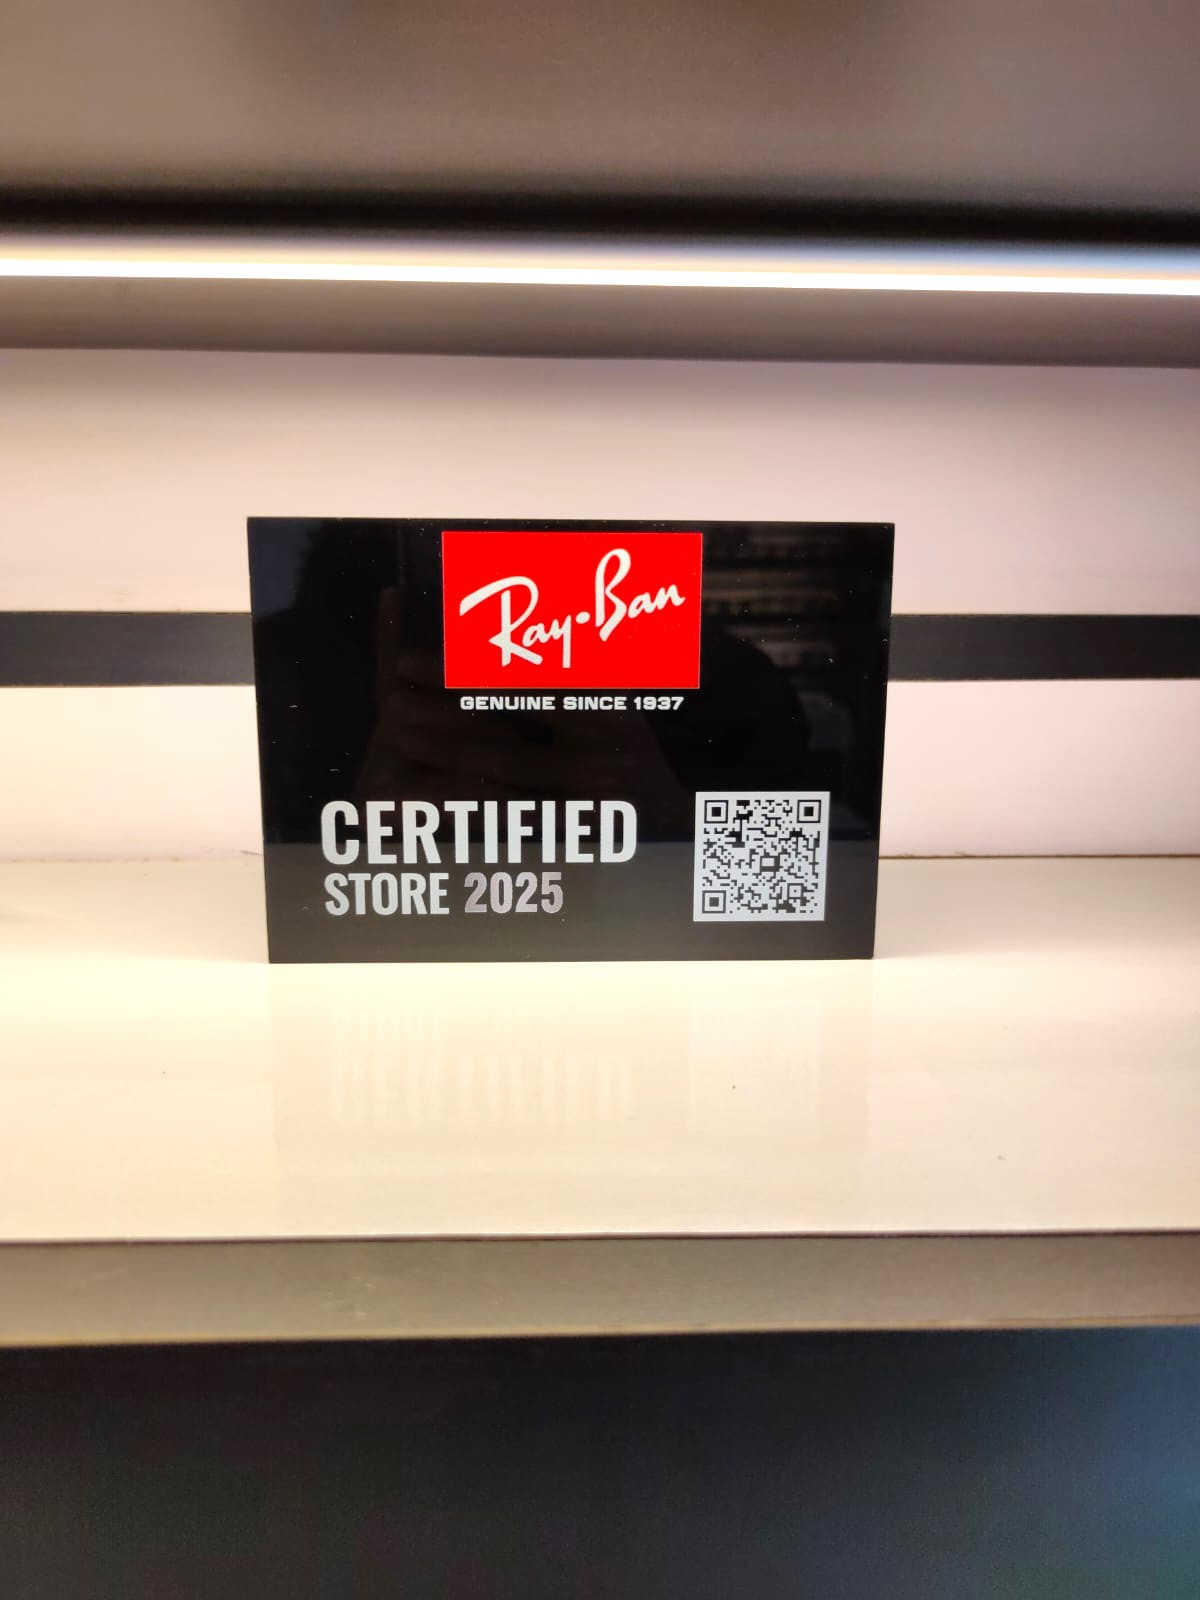 Ray-Ban
GENUINE SINCE 1937
CERTIFIED
STORE 2025